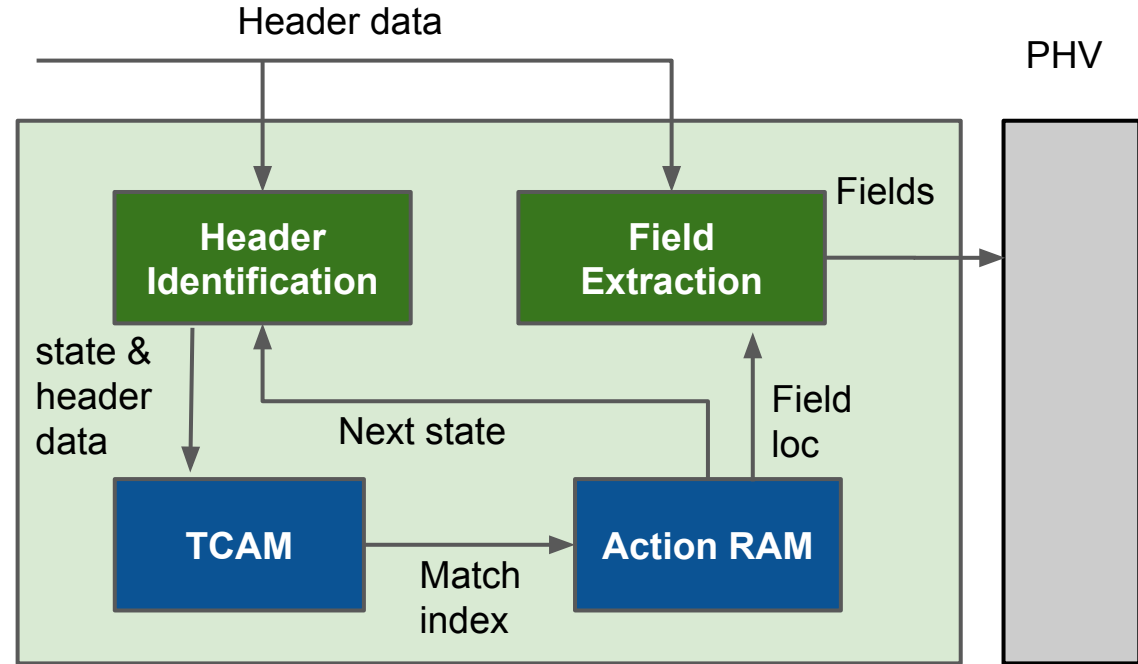 Header data
PHV
Header
Identification
Field
Extraction
Fields
state &
header
data
Next state
Field
loc
TCAM
Match
index
Action RAM